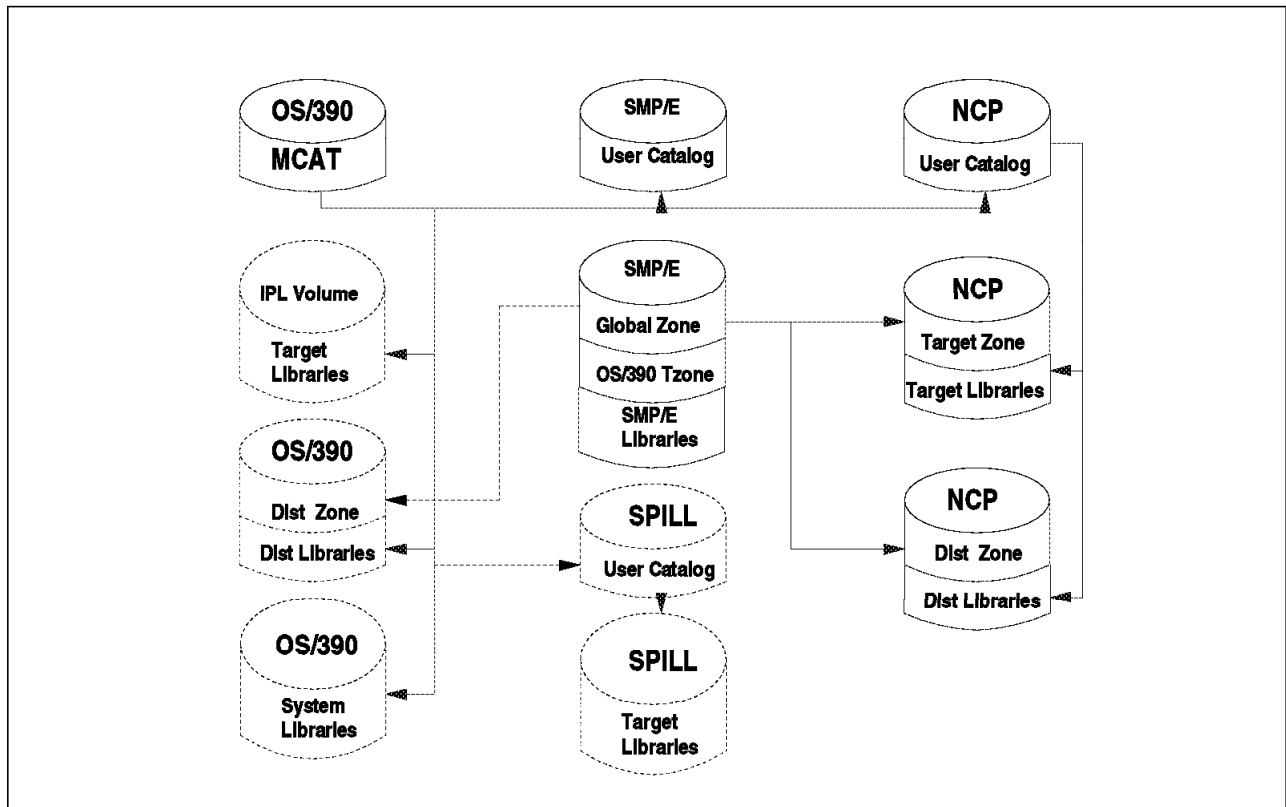 OS/390
MCAT
SMP/E
User Catalog
NCP
User Catalog
IPL Volume
Target
Libraries
SMP/E
Global Zone
OS/390 Tzone
SMP/E
Libraries
NCP
Target Zone
Target Libraries
OS/390
Dist Zone
Dist Libraries
SPILL
User Catalog
NCP
Dist Zone
Dist Libraries
OS/390
System
Libraries
SPILL
Target
Libraries